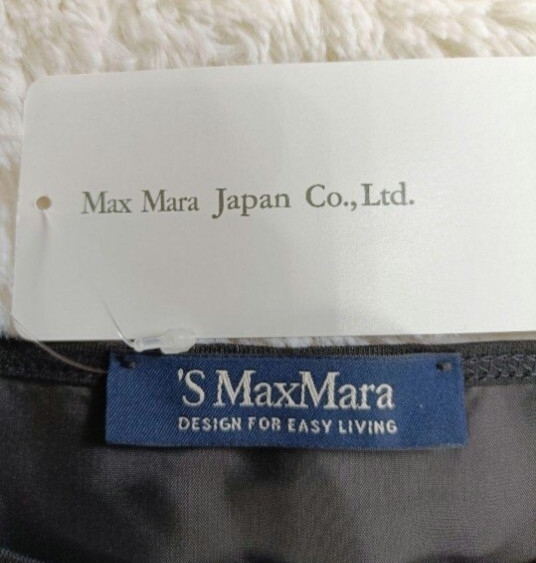 Max Mara Japan Co., Ltd.
'S MaxMara
DESIGN FOR EASY LIVING